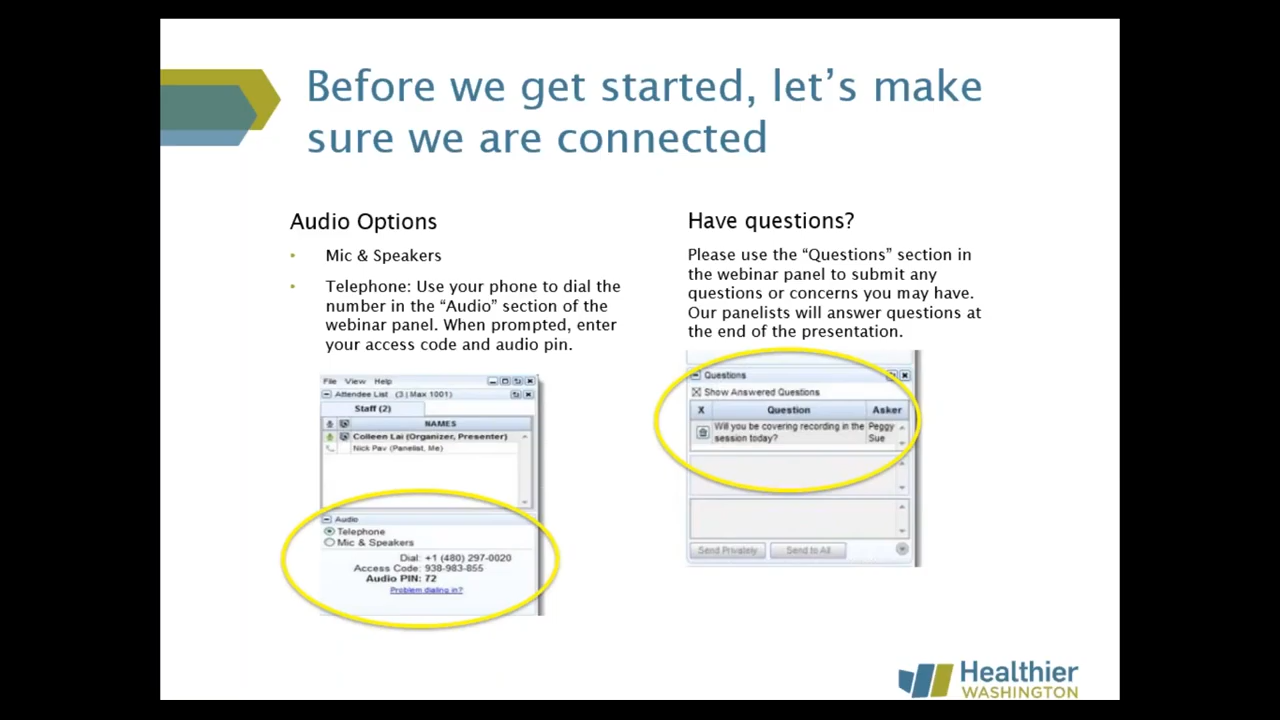 Before we get started, let’s make
sure we are connected
Audio Options
• Mic & Speakers
• Telephone: Use your phone to dial the
number in the “Audio” section of the
webinar panel. When prompted, enter
your access code and audio pin.
File View Help
Attendee List (3 | Max 1001)
Staff (2)
NAMES
Colleen Lai (Organizer, Presenter)
Nick Pav (Panelist, Me)
Audio
Telephone
Mic & Speakers
Dial: +1 (480) 297-0020
Access Code: 938-983-855
Audio PIN: 72
Problem dialing in?
Have questions?
Please use the “Questions” section in
the webinar panel to submit any
questions or concerns you may have.
Our panelists will answer questions at
the end of the presentation.
Questions
Show Answered Questions
X Question Asker
Will you be covering recording in the Peggy
session today? Sue
Send Privately Send to All
Healthier
WASHINGTON